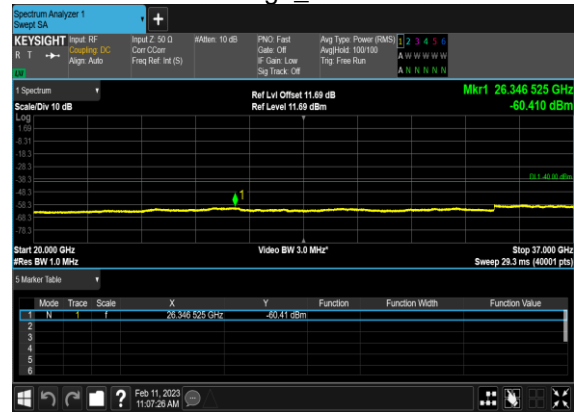 Spectrum Analyzer 1
Swept SA
KEYSIGHT Input: RF Input Z: 50 Ω #Atten: 10 dB PNO: Fast Avg Type: Power (RMS) 1 2 3 4 5 6
R T Coupling: DC Corr CCorr Gate: Off Avg|Hold: 100/100 A W W W W W
Align: Auto Freq Ref: Int (S) IF Gain: Low Trig: Free Run
Sig Track: Off A N N N N N
1 Spectrum Ref Lvl Offset 11.69 dB Mkr1 26.346 525 GHz
Scale/Div 10 dB Ref Level 11.69 dBm -60.410 dBm
Log
1.69
-8.31
-18.3
-28.3
-38.3 DL1 -40.00 dBm
-48.3
1
-58.3
-68.3
-78.3
Start 20.000 GHz Video BW 3.0 MHz* Stop 37.000 GHz
#Res BW 1.0 MHz Sweep 29.3 ms (40001 pts)
5 Marker Table
Mode Trace Scale X Y Function Function Width Function Value
1 N 1 f 26.346 525 GHz -60.41 dBm
2
3
4
5
6
? Feb 11, 2023
11:07:26 AM